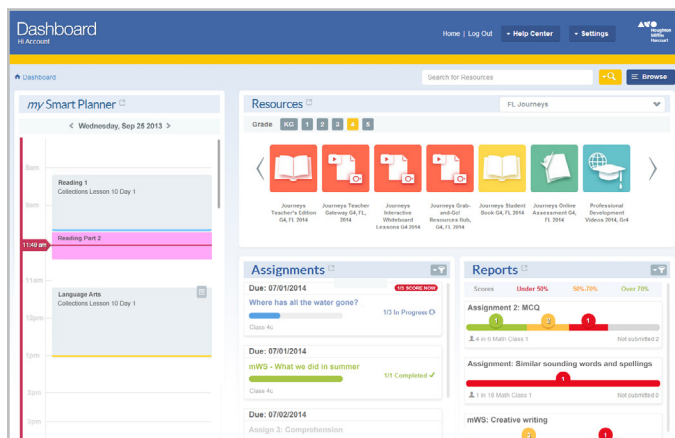 Dashboard
Hi Account
Home | Log Out
Help Center
Settings
Houghton
Mifflin
Harcourt
Dashboard
Search for Resources
Browse
my Smart Planner
< Wednesday, Sep 25 2013 >
8am
Reading 1
Collections Lesson 10 Day 1
9am
Reading Part 2
11:49 am
11am
Language Arts
Collections Lesson 10 Day 1
12pm
1pm
2pm
3pm
Resources
FL Journeys
Grade KG 1 2 3 4 5
Journeys
Teacher's Edition
G4, FL 2014
Journeys Teacher
Gateway G4, FL,
2014
Journeys
Interactive
Whiteboard
Lessons G4 2014
Journeys Grab-
and-Go!
Resources Bub,
G4, FL 2014
Journeys Student
Book G4, FL 2014
Journeys Online
Assessment G4,
FL 2014
Professional
Development
Videos 2014, Gr4
Assignments
Due: 07/01/2014
1/3 SCORE NOW
Where has all the water gone?
1/3 In Progress
Class 4c
Due: 07/01/2014
mWS - What we did in summer
1/1 Completed ✓
Class 4c
Due: 07/02/2014
Assign 3: Comprehension
Reports
Scores Under 50% 50%-70% Over 70%
Assignment 2: MCQ
1 2 1
Math Class 1
Not submitted 2
Assignment: Similar sounding words and spellings
1
Math Class 1
Not submitted 0
mWS: Creative writing
2 1